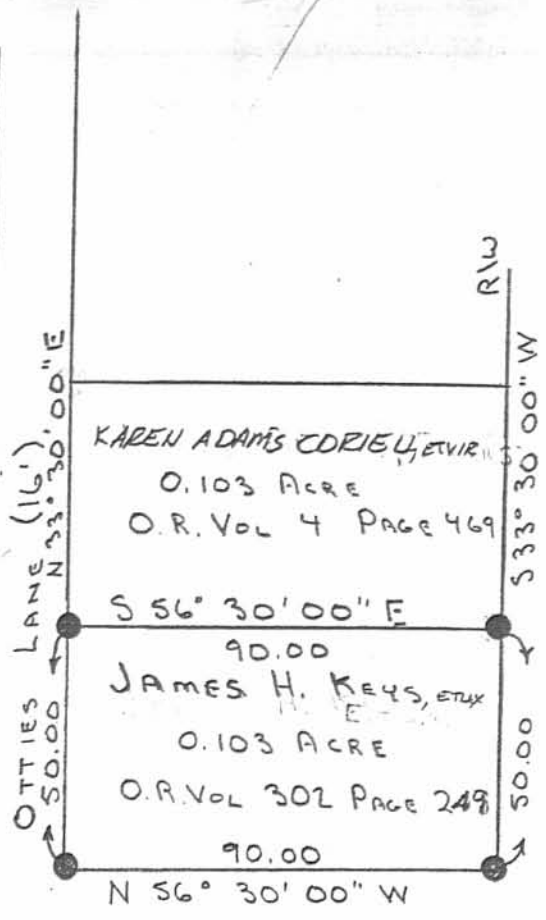 R\W
OTTIES LANE (16')
N 33° 30' 00" E
S 33° 30' 00" W
KAREN ADAMS ETVIR
0.103 ACRE
O.R. VOL 4 PAGE 469
S 56° 30' 00" E
90.00
JAMES H. KEYS, ETUX
0.103 ACRE
O.R. VOL 302 PAGE 249
50.00
50.00
90.00
N 56° 30' 00" W